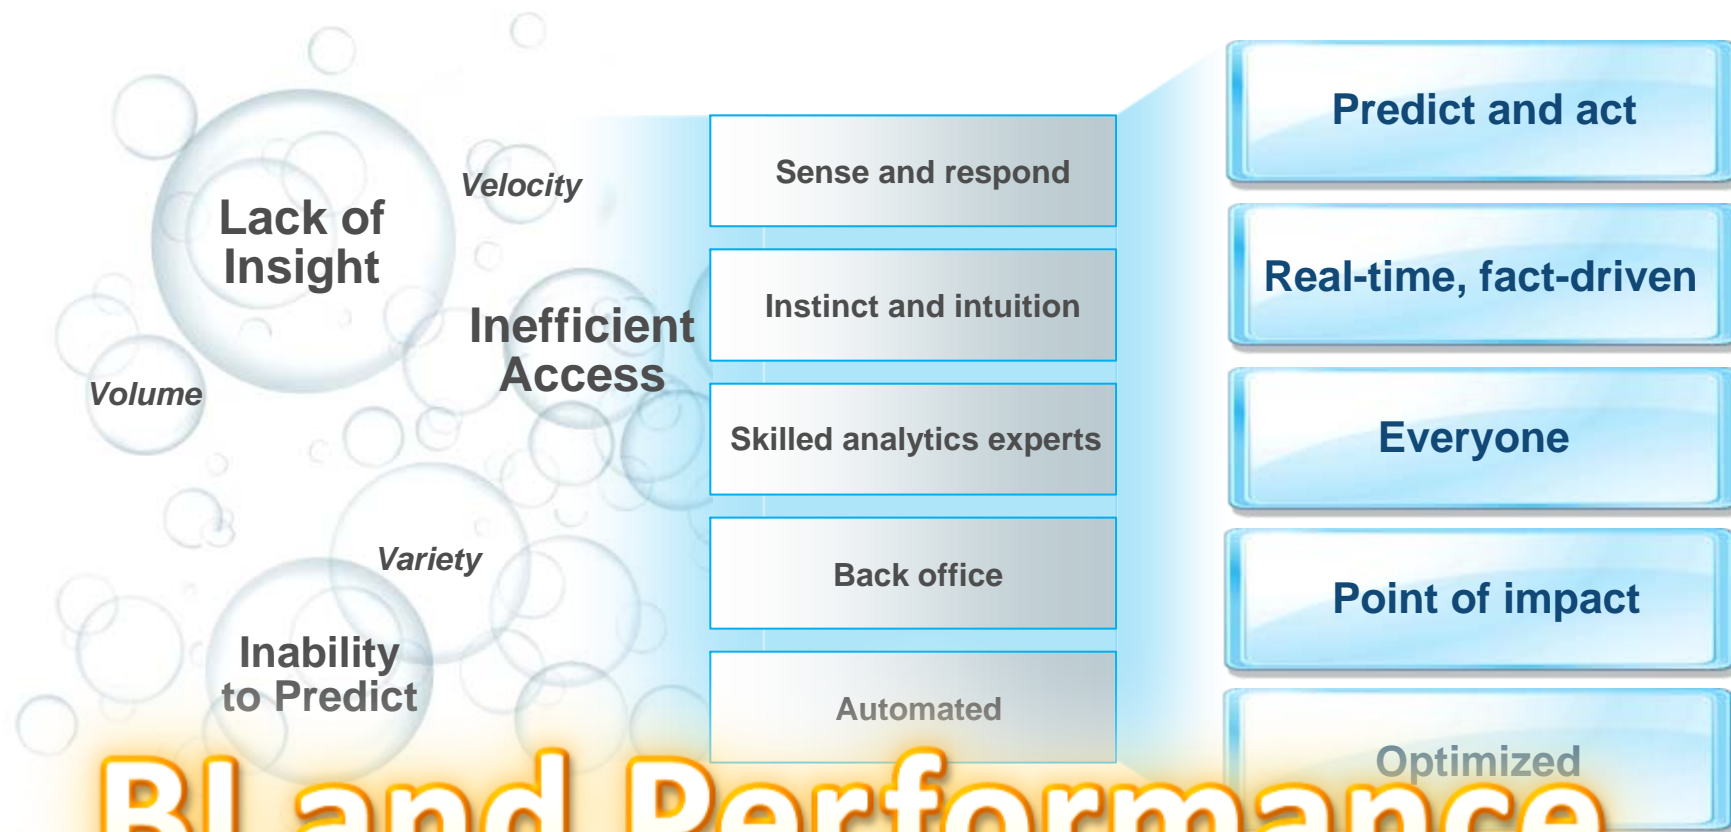 Lack of
Insight
Velocity
Inefficient
Access
Volume
Variety
Inability
to Predict
Sense and respond
Instinct and intuition
Skilled analytics experts
Back office
Automated
Predict and act
Real-time, fact-driven
Everyone
Point of impact
Optimized
BI and Performance